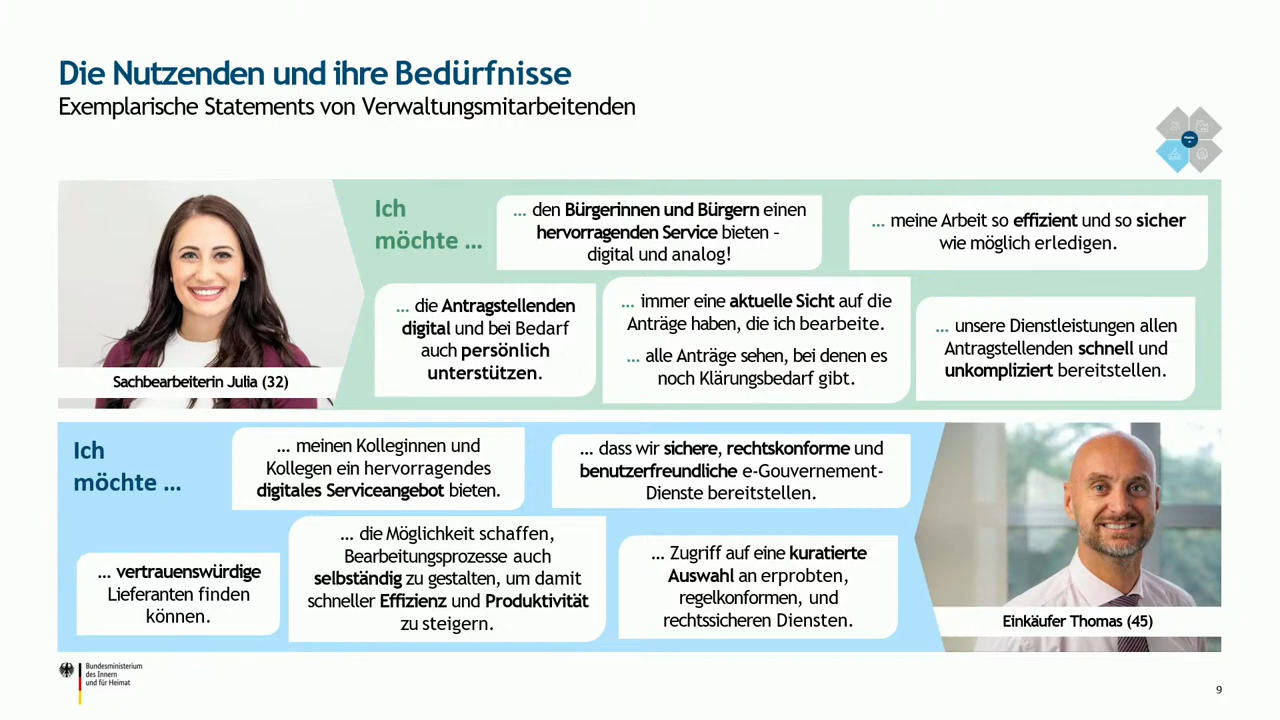 Die Nutzenden und ihre Bedürfnisse
Exemplarische Statements von Verwaltungsmitarbeitenden
Ich
möchte ...
... den Bürgerinnen und Bürgern einen
hervorragenden Service bieten –
digital und analog!
... meine Arbeit so effizient und so sicher
wie möglich erledigen.
... die Antragstellenden
digital und bei Bedarf
auch persönlich
unterstützen.
... immer eine aktuelle Sicht auf die
Anträge haben, die ich bearbeite.
... alle Anträge sehen, bei denen es
noch Klärungsbedarf gibt.
... unsere Dienstleistungen allen
Antragstellenden schnell und
unkompliziert bereitstellen.
Sachbearbeiterin Julia (32)
Ich
möchte ...
... meinen Kolleginnen und
Kollegen ein hervorragendes
digitales Serviceangebot bieten.
... dass wir sichere, rechtskonforme und
benutzerfreundliche e-Gouvernement-
Dienste bereitstellen.
... vertrauenswürdige
Lieferanten finden
können.
... die Möglichkeit schaffen,
Bearbeitungsprozesse auch
selbständig zu gestalten, um damit
schneller Effizienz und Produktivität
zu steigern.
... Zugriff auf eine kuratierte
Auswahl an erprobten,
regelkonformen, und
rechtssicheren Diensten.
Einkäufer Thomas (45)
Bundesministerium
des Innern
und für Heimat
9